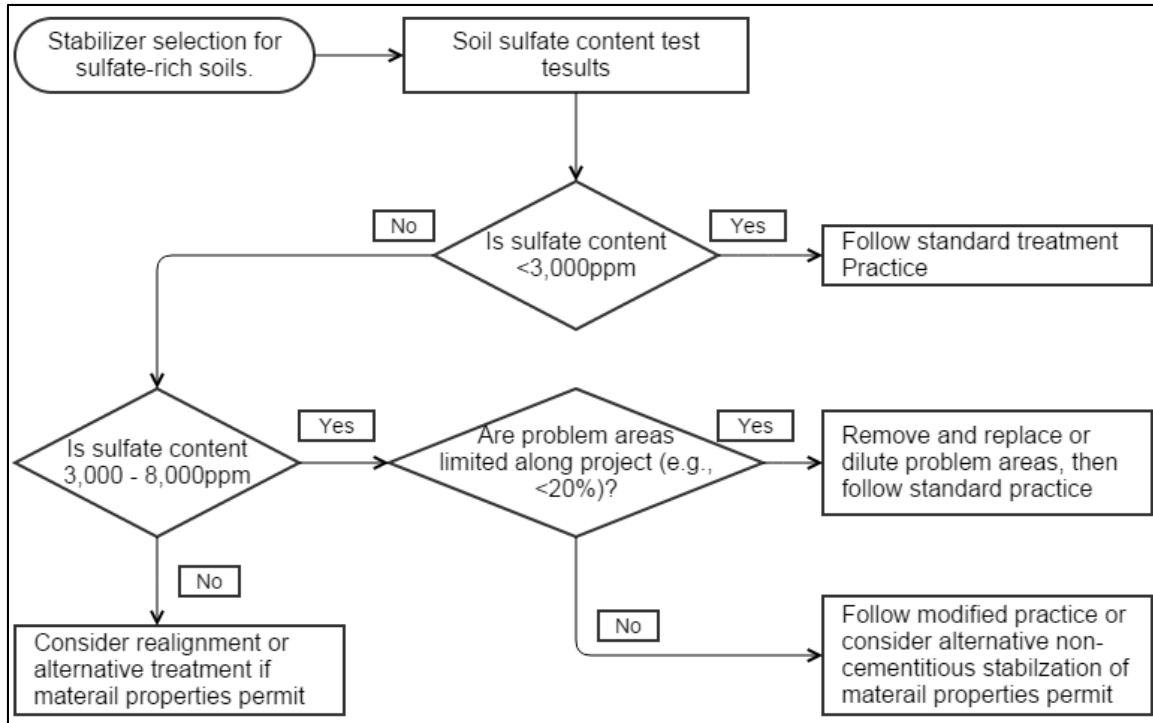 Stabilizer selection for
sulfate-rich soils.
Soil sulfate content test
tesults
No
Is sulfate content
<3,000ppm
Yes
Follow standard treatment
Practice
Is sulfate content
3,000 - 8,000ppm
Yes
Are problem areas
limited along project (e.g.,
<20%)?
Yes
Remove and replace or
dilute problem areas, then
follow standard practice
No
Consider realignment or
alternative treatment if
materail properties permit
No
Follow modified practice or
consider alternative non-
cementitious stabilzation of
materail properties permit